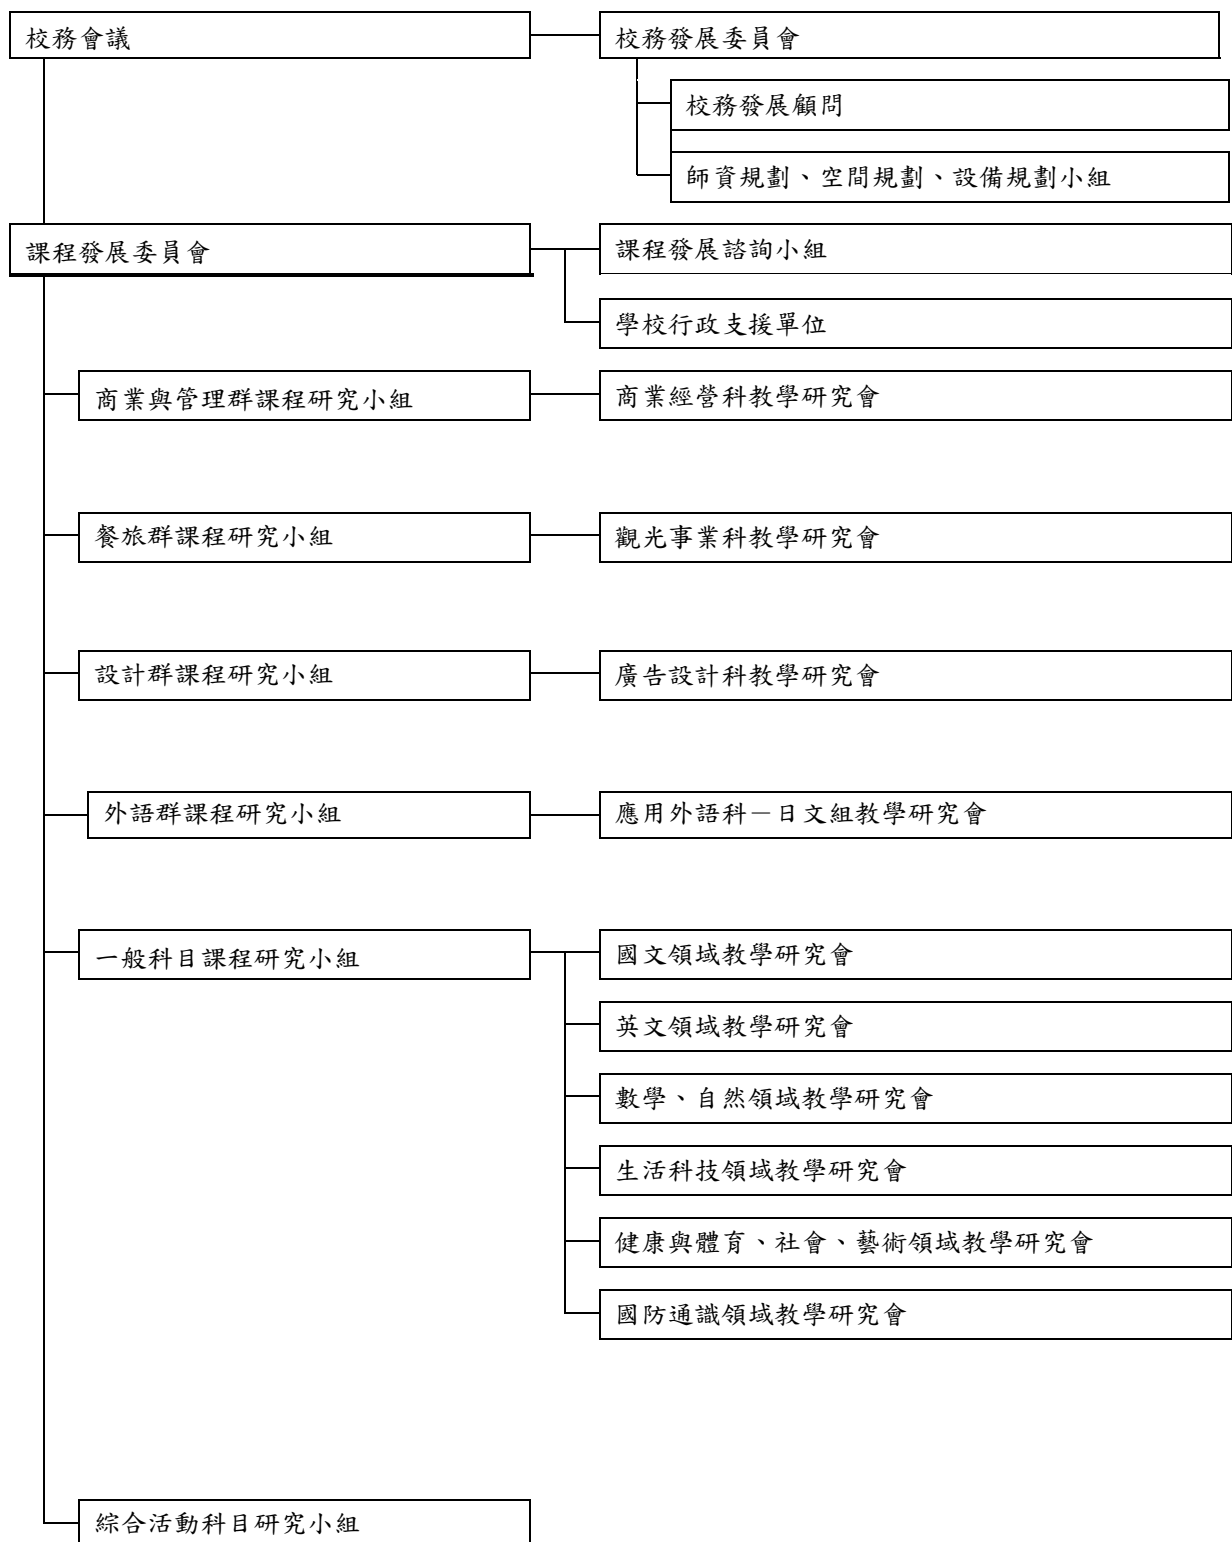 校務會議
校務發展委員會
校務發展顧問
師資規劃、空間規劃、設備規劃小組
課程發展委員會
課程發展諮詢小組
學校行政支援單位
商業與管理群課程研究小組
商業經營科教學研究會
餐旅群課程研究小組
觀光事業科教學研究會
設計群課程研究小組
廣告設計科教學研究會
外語群課程研究小組
應用外語科－日文組教學研究會
一般科目課程研究小組
國文領域教學研究會
英文領域教學研究會
數學、自然領域教學研究會
生活科技領域教學研究會
健康與體育、社會、藝術領域教學研究會
國防通識領域教學研究會
綜合活動科目研究小組